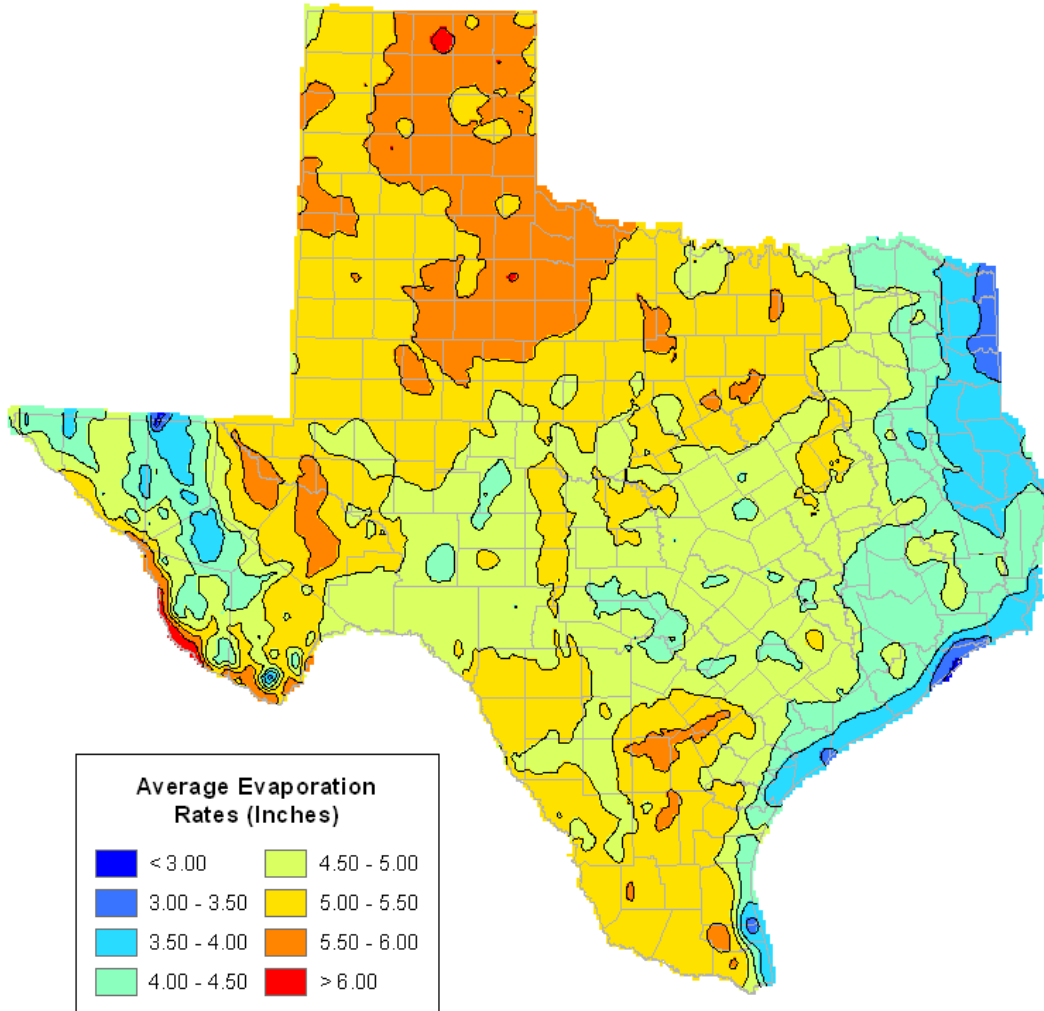 Average Evaporation
Rates (Inches)
< 3.00
3.00 - 3.50
3.50 - 4.00
4.00 - 4.50
4.50 - 5.00
5.00 - 5.50
5.50 - 6.00
> 6.00